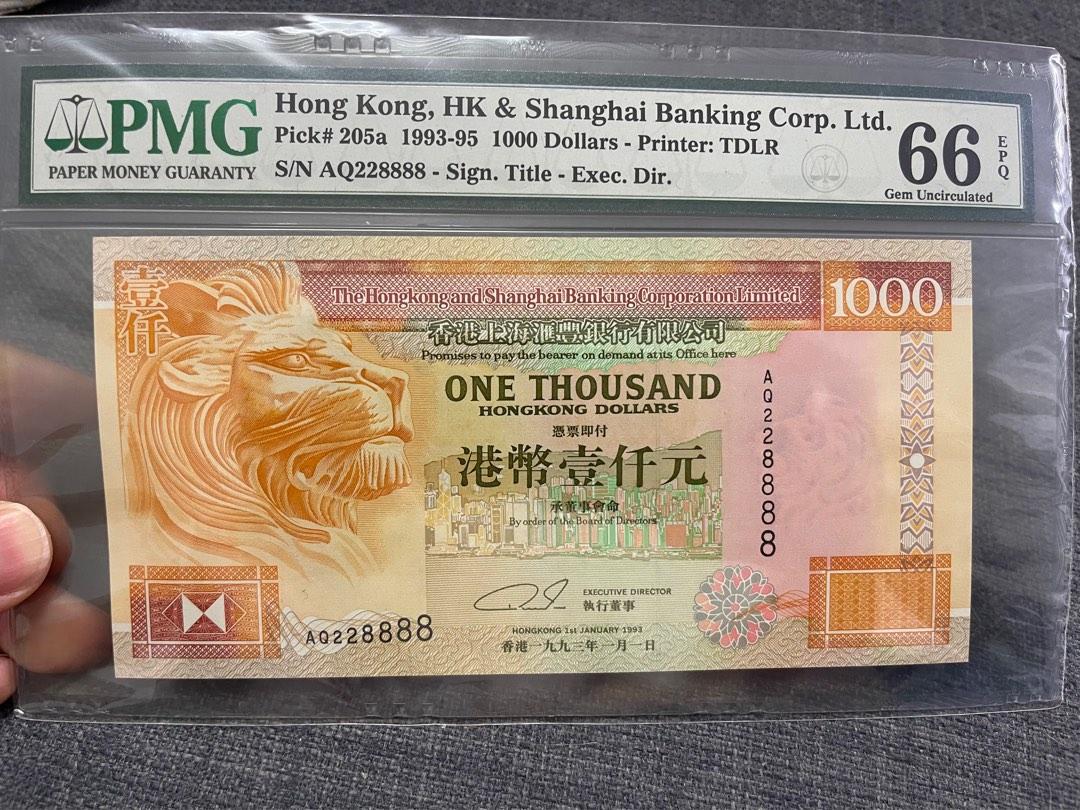 PMG
PAPER MONEY GUARANTY
Hong Kong, HK & Shanghai Banking Corp. Ltd.
Pick# 205a 1993-95 1000 Dollars - Printer: TDLR
S/N AQ228888 - Sign. Title - Exec. Dir.
66
EPQ
Gem Uncirculated
壹仟
The Hongkong and Shanghai Banking Corporation Limited
1000
香港上海滙豐銀行有限公司
Promises to pay the bearer on demand at its Office here
ONE THOUSAND
HONGKONG DOLLARS
憑票即付
港幣壹仟元
承董事會命
By order of the Board of Directors
AQ228888
EXECUTIVE DIRECTOR
執行董事
AQ228888
HONGKONG 1st JANUARY 1993
香港一九九三年一月一日